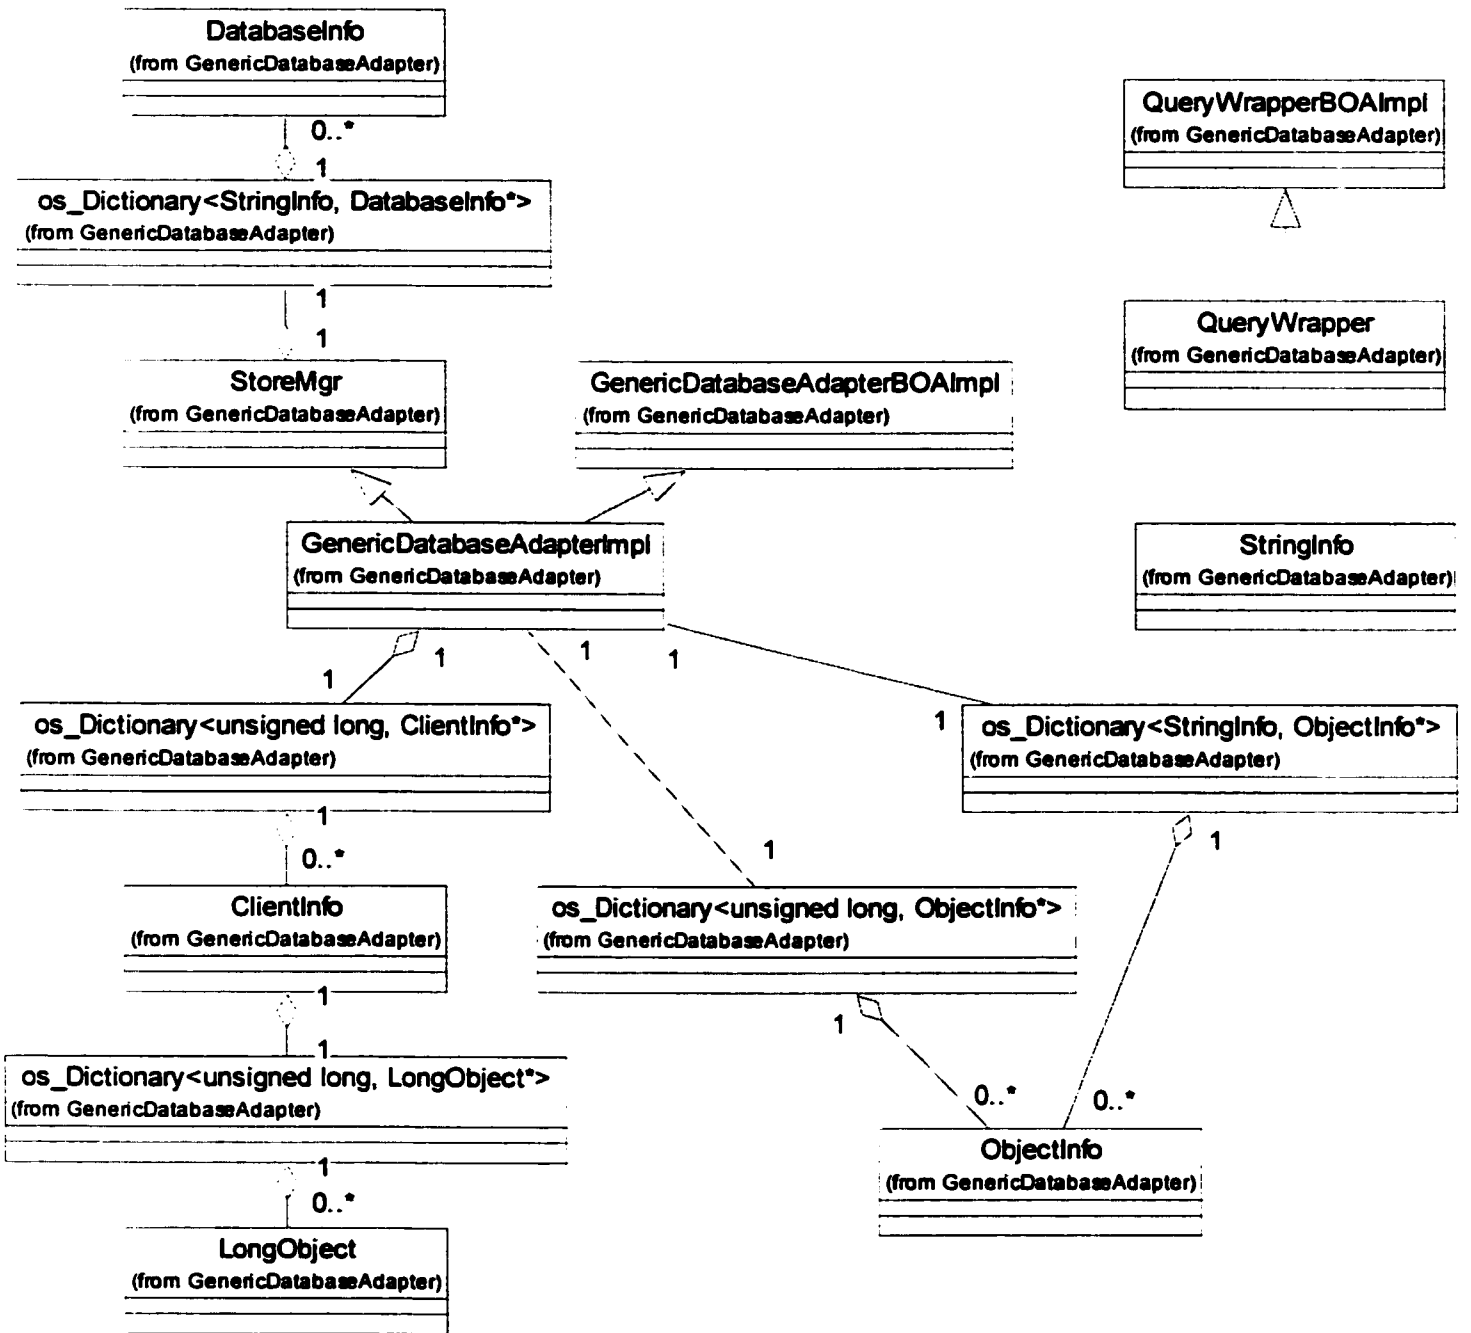 DatabaseInfo
(from GenericDatabaseAdapter)
0..*
1
os_Dictionary<StringInfo, DatabaseInfo*>
(from GenericDatabaseAdapter)
1
1
StoreMgr
(from GenericDatabaseAdapter)
GenericDatabaseAdapterBOAImpl
(from GenericDatabaseAdapter)
QueryWrapperBOAImpl
(from GenericDatabaseAdapter)
QueryWrapper
(from GenericDatabaseAdapter)
GenericDatabaseAdapterImpl
(from GenericDatabaseAdapter)
StringInfo
(from GenericDatabaseAdapter)
1
1
1
1
os_Dictionary<unsigned long, ClientInfo*>
(from GenericDatabaseAdapter)
1
os_Dictionary<StringInfo, ObjectInfo*>
(from GenericDatabaseAdapter)
1
0..*
1
1
ClientInfo
(from GenericDatabaseAdapter)
os_Dictionary<unsigned long, ObjectInfo*>
(from GenericDatabaseAdapter)
1
1
1
0..*
0..*
os_Dictionary<unsigned long, LongObject*>
(from GenericDatabaseAdapter)
ObjectInfo
(from GenericDatabaseAdapter)
1
0..*
LongObject
(from GenericDatabaseAdapter)